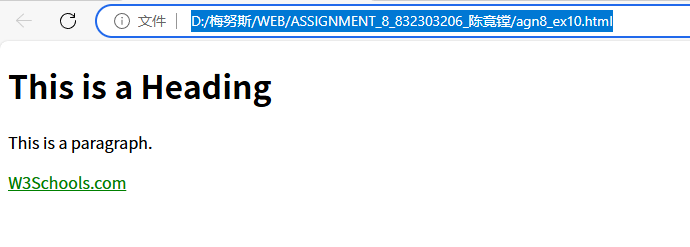 文件 D:/梅努斯/WEB/ASSIGNMENT_8_832303206_陈竟镗/agn8_ex10.html
This is a Heading
This is a paragraph.
W3Schools.com